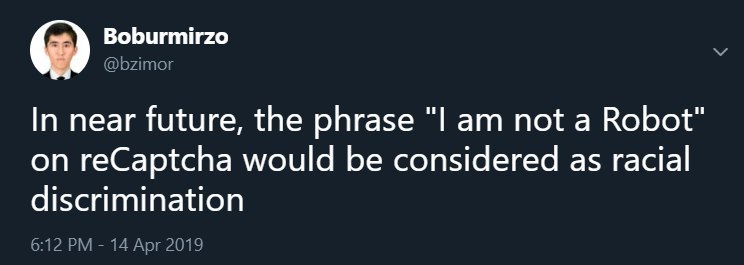 Boburmirzo
@bzimor
In near future, the phrase "I am not a Robot"
on reCaptcha would be considered as racial
discrimination
6:12 PM - 14 Apr 2019